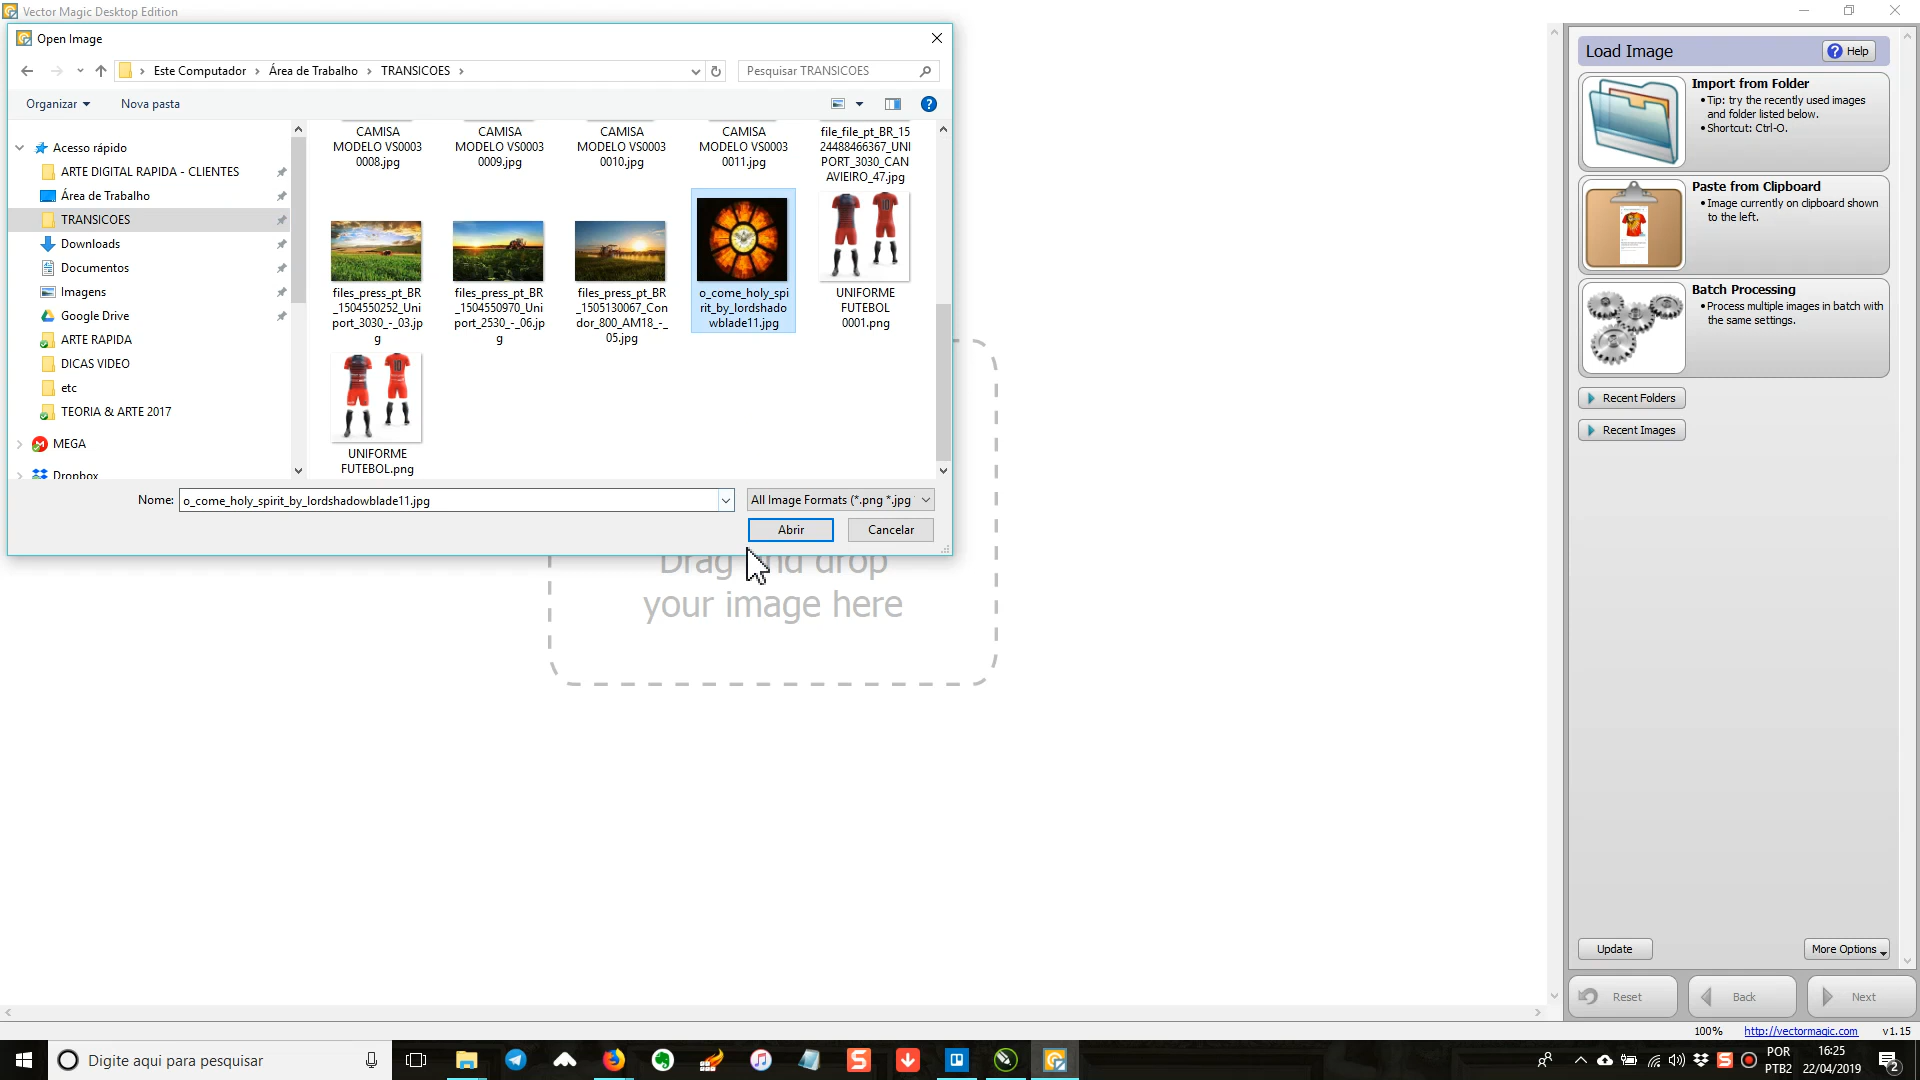 Vector Magic Desktop Edition
Open Image
Este Computador
Área de Trabalho
TRANSICOES
Pesquisar TRANSICOES
Organizar
Nova pasta
Acesso rápido
ARTE DIGITAL RAPIDA - CLIENTES
Área de Trabalho
TRANSICOES
Downloads
Documentos
Imagens
Google Drive
ARTE RAPIDA
DICAS VIDEO
etc
TEORIA & ARTE 2017
MEGA
Dropbox
CAMISA
MODELO VS0003
0008.jpg
CAMISA
MODELO VS0003
0009.jpg
CAMISA
MODELO VS0003
0010.jpg
CAMISA
MODELO VS0003
0011.jpg
file_file_pt_BR_15
24488466367_UNI
PORT_3030_CAN
AVIEIRO_47.jpg
files_press_pt_BR
_1504550252_Uni
port_3030_-_03.jp
g
files_press_pt_BR
_1504550970_Uni
port_2530_-_06.jp
g
files_press_pt_BR
_1505130067_Con
dor_800_AM18_-_
05.jpg
o_come_holy_spi
rit_by_lordshado
wblade11.jpg
UNIFORME
FUTEBOL
0001.png
UNIFORME
FUTEBOL.png
Nome:
o_come_holy_spirit_by_lordshadowblade11.jpg
All Image Formats (*.png *.jpg
Abrir
Cancelar
Drag and drop
your image here
Load Image
Help
Import from Folder
•Tip: try the recently used images
and folder listed below.
•Shortcut: Ctrl-O.
Paste from Clipboard
•Image currently on clipboard shown
to the left.
Batch Processing
•Process multiple images in batch with
the same settings.
Recent Folders
Recent Images
Update
More Options
Reset
Back
Next
100%
http://vectormagic.com
v1.15
Digite aqui para pesquisar
POR
PTB2
16:25
22/04/2019
2